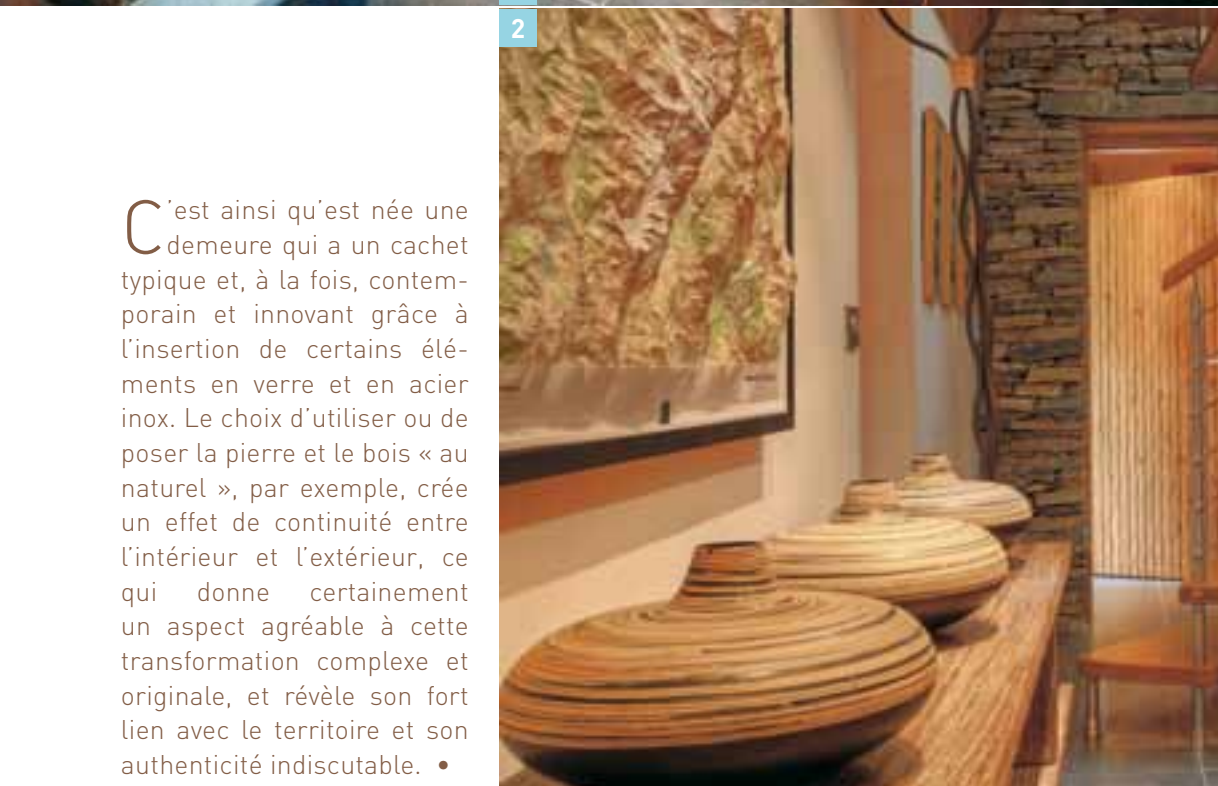 2
C'est ainsi qu'est née une
demeure qui a un cachet
typique et, à la fois, contem-
porain et innovant grâce à
l'insertion de certains élé-
ments en verre et en acier
inox. Le choix d'utiliser ou de
poser la pierre et le bois « au
naturel », par exemple, crée
un effet de continuité entre
l'intérieur et l'extérieur, ce
qui donne certainement
un aspect agréable à cette
transformation complexe et
originale, et révèle son fort
lien avec le territoire et son
authenticité indiscutable. •